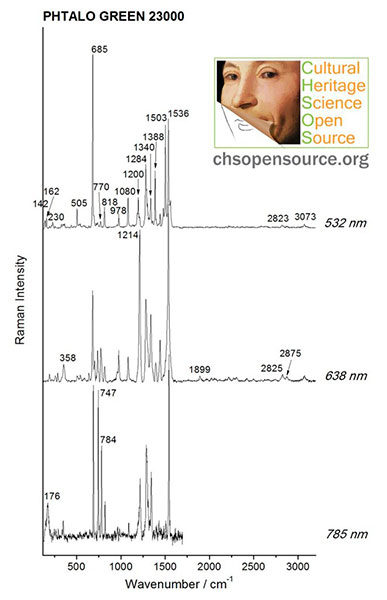 PHTALO GREEN 23000
Cultural
Heritage
Science
Open
Source
chsopensource.org
685
1503
1536
1388
1340
1284
1200
1080
162
142
230
505
770
818
978
2823
3073
532 nm
1214
358
1899
2825
2875
638 nm
747
784
176
785 nm
Raman Intensity
500 1000 1500 2000 2500 3000
Wavenumber / cm⁻¹